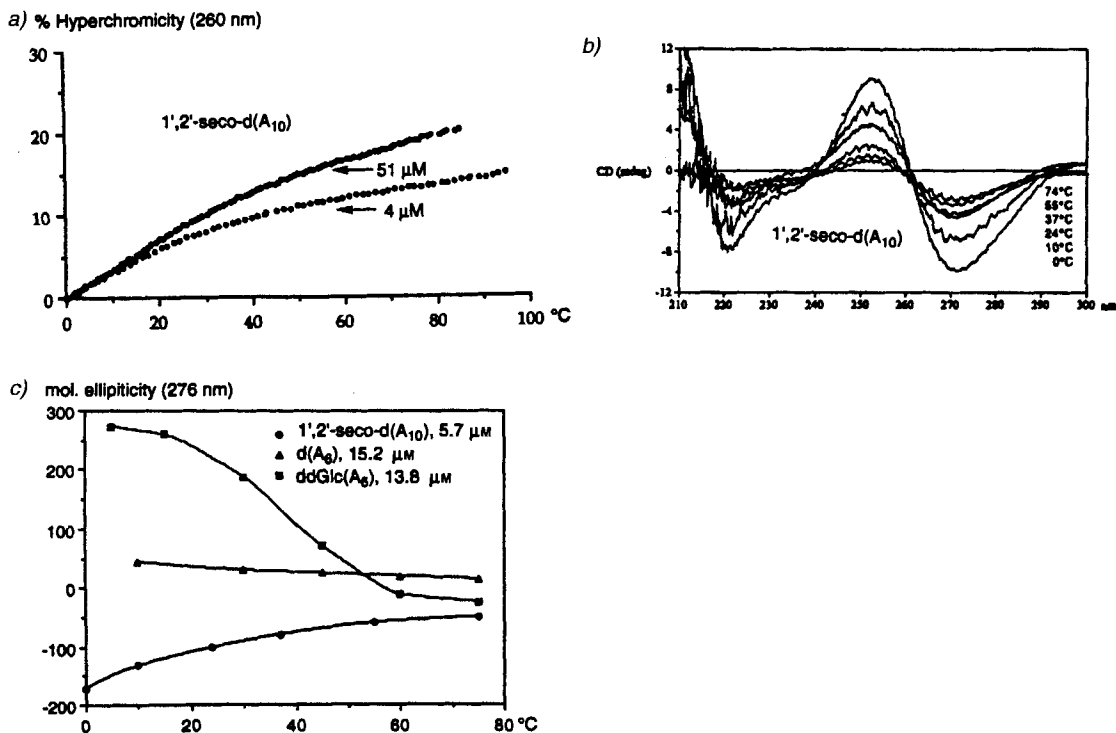 a) % Hyperchromicity (260 nm)
30
20
10
0
1',2'-seco-d(A10)
51 μM
4 μM
0 20 40 60 80 100 °C
b)
12
8
4
0
-4
-8
-12
CD (mdeg)
1',2'-seco-d(A10)
74°C
55°C
37°C
24°C
10°C
0°C
210 220 230 240 250 260 270 280 290 300 nm
c) mol. ellipiticity (276 nm)
300
200
100
0
-100
-200
1',2'-seco-d(A10), 5.7 μM
d(A6), 15.2 μM
ddGlc(A6), 13.8 μM
0 20 40 60 80 °C